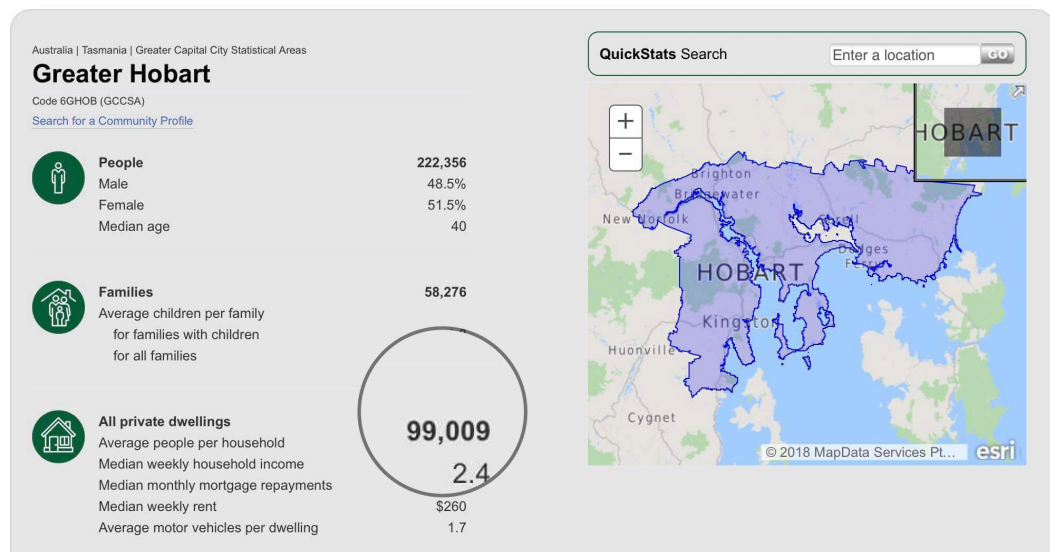 Australia | Tasmania | Greater Capital City Statistical Areas
Greater Hobart
Code 6GHOB (GCCSA)
Search for a Community Profile
People 222,356
Male 48.5%
Female 51.5%
Median age 40
Families 58,276
Average children per family
for families with children
for all families
All private dwellings 99,009
Average people per household 2.4
Median weekly household income
Median monthly mortgage repayments
Median weekly rent $260
Average motor vehicles per dwelling 1.7
QuickStats Search Enter a location GO
+
−
HOBART
Brighton
Bridgewater
New Norfolk
Sorell
Dodges
Ferry
HOBART
Kingston
Huonville
Cygnet
© 2018 MapData Services Pt... esri